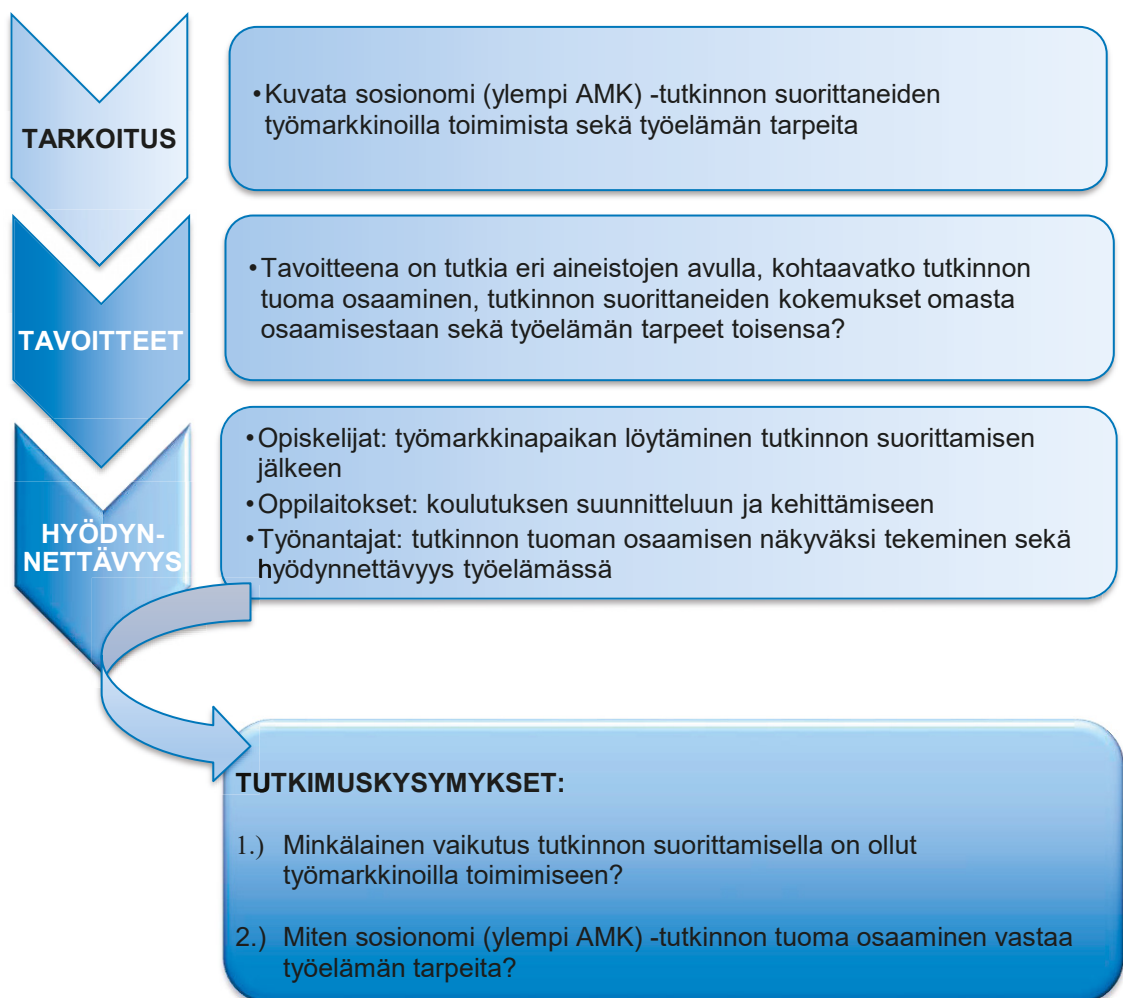 TARKOITUS
•Kuvata sosionomi (ylempi AMK) -tutkinnon suorittaneiden
työmarkkinoilla toimimista sekä työelämän tarpeita
TAVOITTEET
•Tavoitteena on tutkia eri aineistojen avulla, kohtaavatko tutkinnon
tuoma osaaminen, tutkinnon suorittaneiden kokemukset omasta
osaamisestaan sekä työelämän tarpeet toisensa?
HYÖDYN-
NETTÄVYYS
•Opiskelijat: työmarkkinapaikan löytäminen tutkinnon suorittamisen
jälkeen
•Oppilaitokset: koulutuksen suunnitteluun ja kehittämiseen
•Työnantajat: tutkinnon tuoman osaamisen näkyväksi tekeminen sekä
hyödynnettävyys työelämässä
TUTKIMUSKYSYMYKSET:
1.) Minkälainen vaikutus tutkinnon suorittamisella on ollut
työmarkkinoilla toimimiseen?
2.) Miten sosionomi (ylempi AMK) -tutkinnon tuoma osaaminen vastaa
työelämän tarpeita?